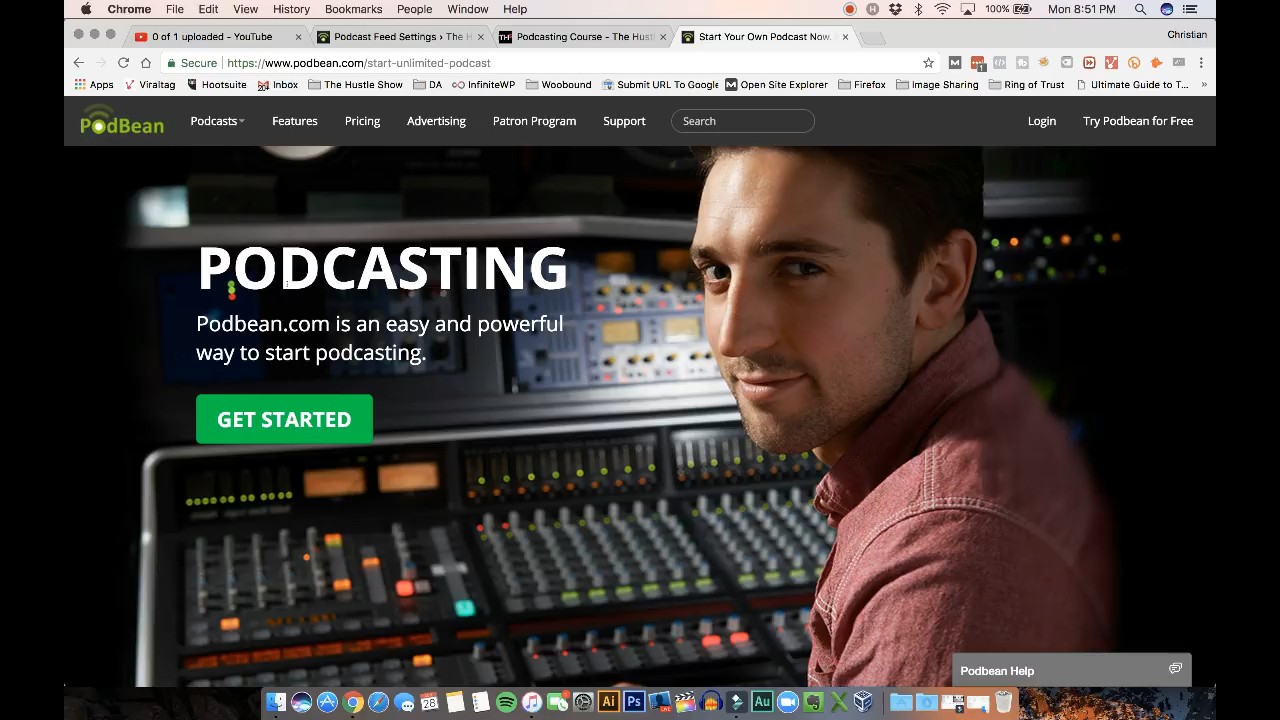 Chrome File Edit View History Bookmarks People Window Help 100% Mon 8:51 PM
0 of 1 uploaded - YouTube Podcast Feed Settings › The H Podcasting Course - The Hustl Start Your Own Podcast Now. Christian
Secure https://www.podbean.com/start-unlimited-podcast
Apps Viraltag Hootsuite Inbox The Hustle Show DA InfiniteWP Woobound Submit URL To Google Open Site Explorer Firefox Image Sharing Ring of Trust Ultimate Guide to T... »
PodBean Podcasts Features Pricing Advertising Patron Program Support Search Login Try Podbean for Free
PODCASTING
Podbean.com is an easy and powerful
way to start podcasting.
GET STARTED
Podbean Help
28 Ai Ps Au